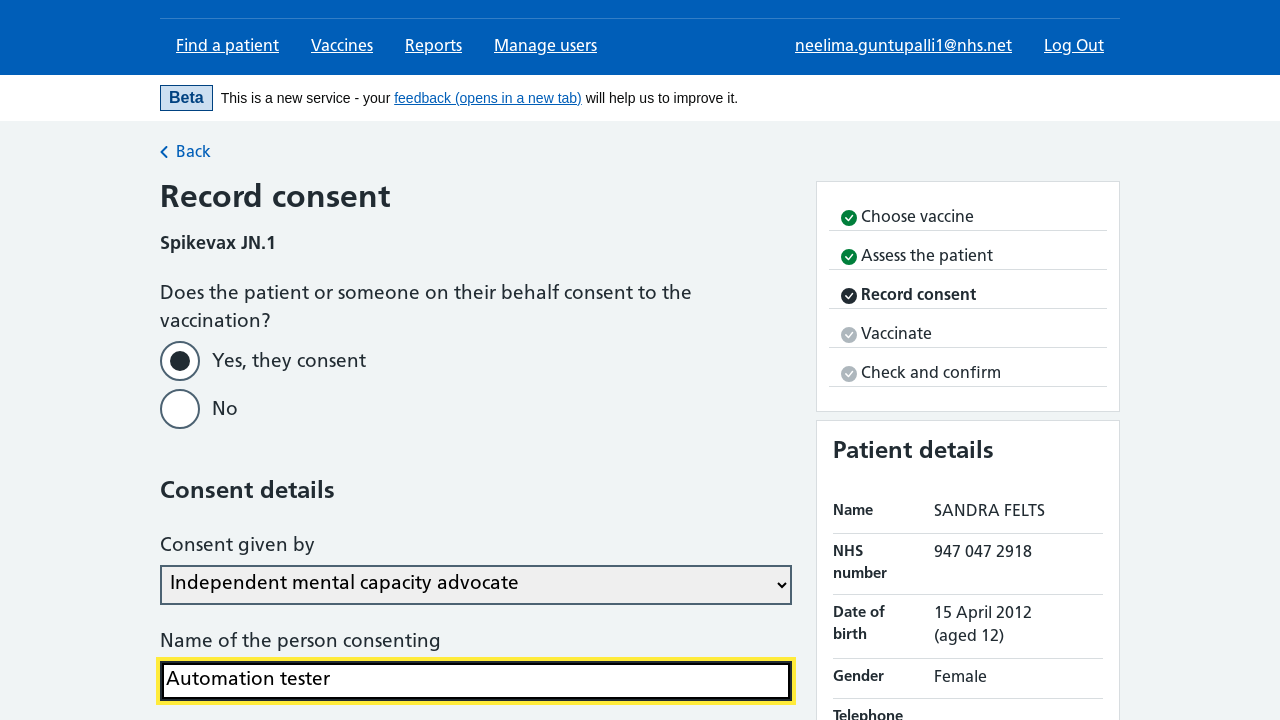 Find a patient
Vaccines
Reports
Manage users
neelima.guntupalli1@nhs.net
Log Out
Beta
This is a new service - your feedback (opens in a new tab) will help us to improve it.
Back
Record consent
Spikevax JN.1
Does the patient or someone on their behalf consent to the
vaccination?
Yes, they consent
No
Consent details
Consent given by
Independent mental capacity advocate
Name of the person consenting
Automation tester
Choose vaccine
Assess the patient
Record consent
Vaccinate
Check and confirm
Patient details
Name
SANDRA FELTS
NHS
number
947 047 2918
Date of
birth
15 April 2012
(aged 12)
Gender
Female
Telephone